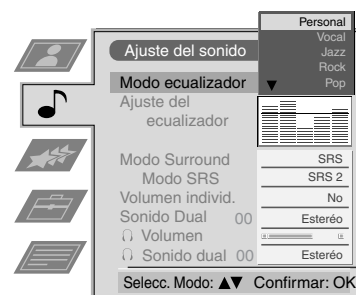 Personal
Vocal
Jazz
Rock
Pop
Ajuste del sonido
Modo ecualizador
Ajuste del
ecualizador
Modo Surround SRS
Modo SRS SRS 2
Volumen individ. No
Sonido Dual 00 Estéreo
Volumen
Sonido dual 00 Estéreo
Selecc. Modo: ▲▼ Confirmar: OK